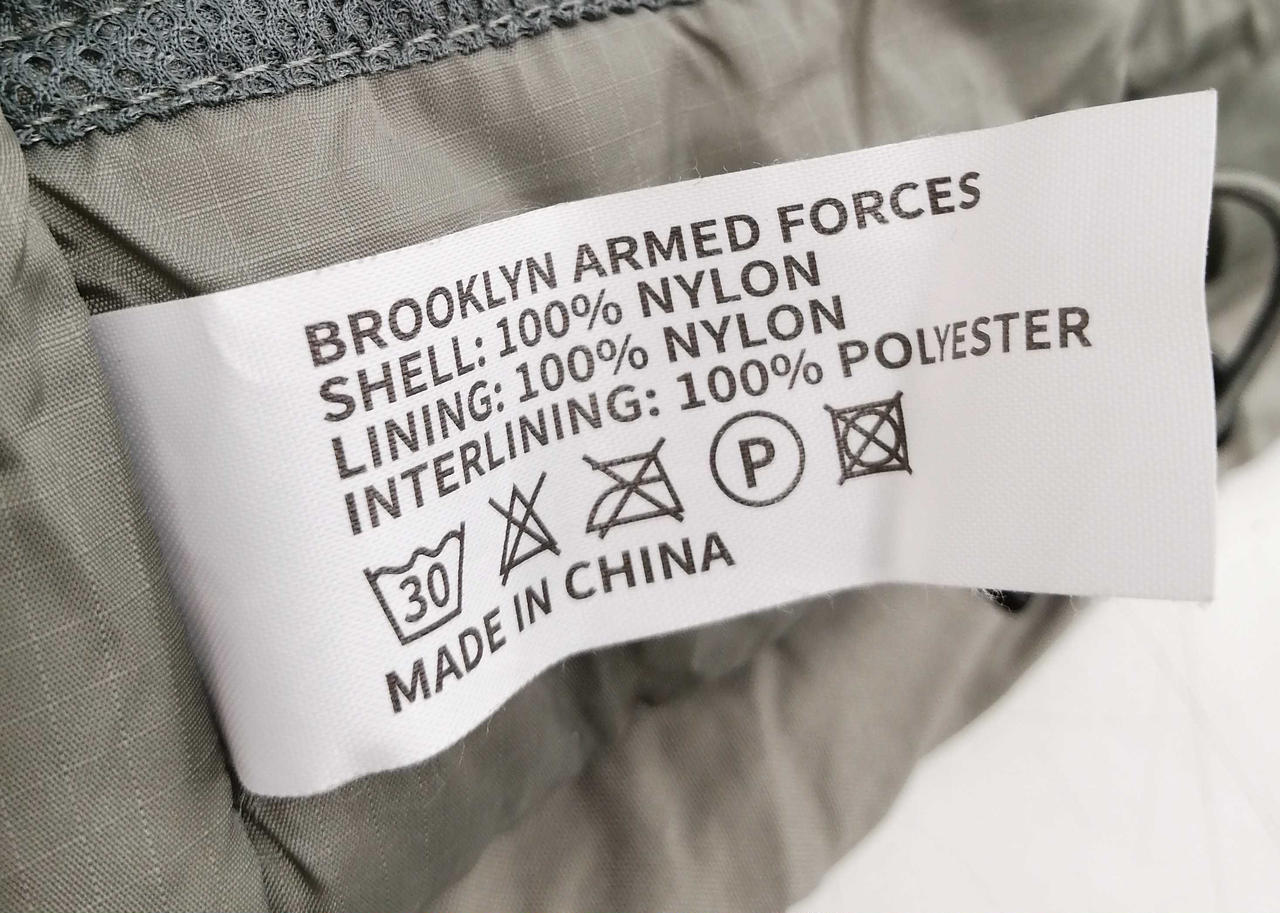 BROOKLYN ARMED FORCES
SHELL: 100% NYLON
LINING: 100% NYLON
INTERLINING: 100% POLYESTER
30 P
MADE IN CHINA